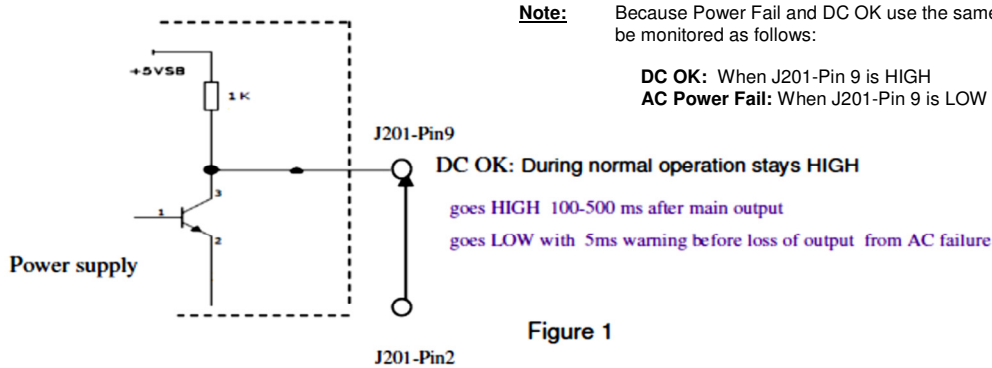 Note: Because Power Fail and DC OK use the same
be monitored as follows:
DC OK: When J201-Pin 9 is HIGH
AC Power Fail: When J201-Pin 9 is LOW
+5VSB
1K
J201-Pin9
DC OK: During normal operation stays HIGH
3
1
goes HIGH 100-500 ms after main output
2
goes LOW with 5ms warning before loss of output from AC failure
Power supply
Figure 1
J201-Pin2